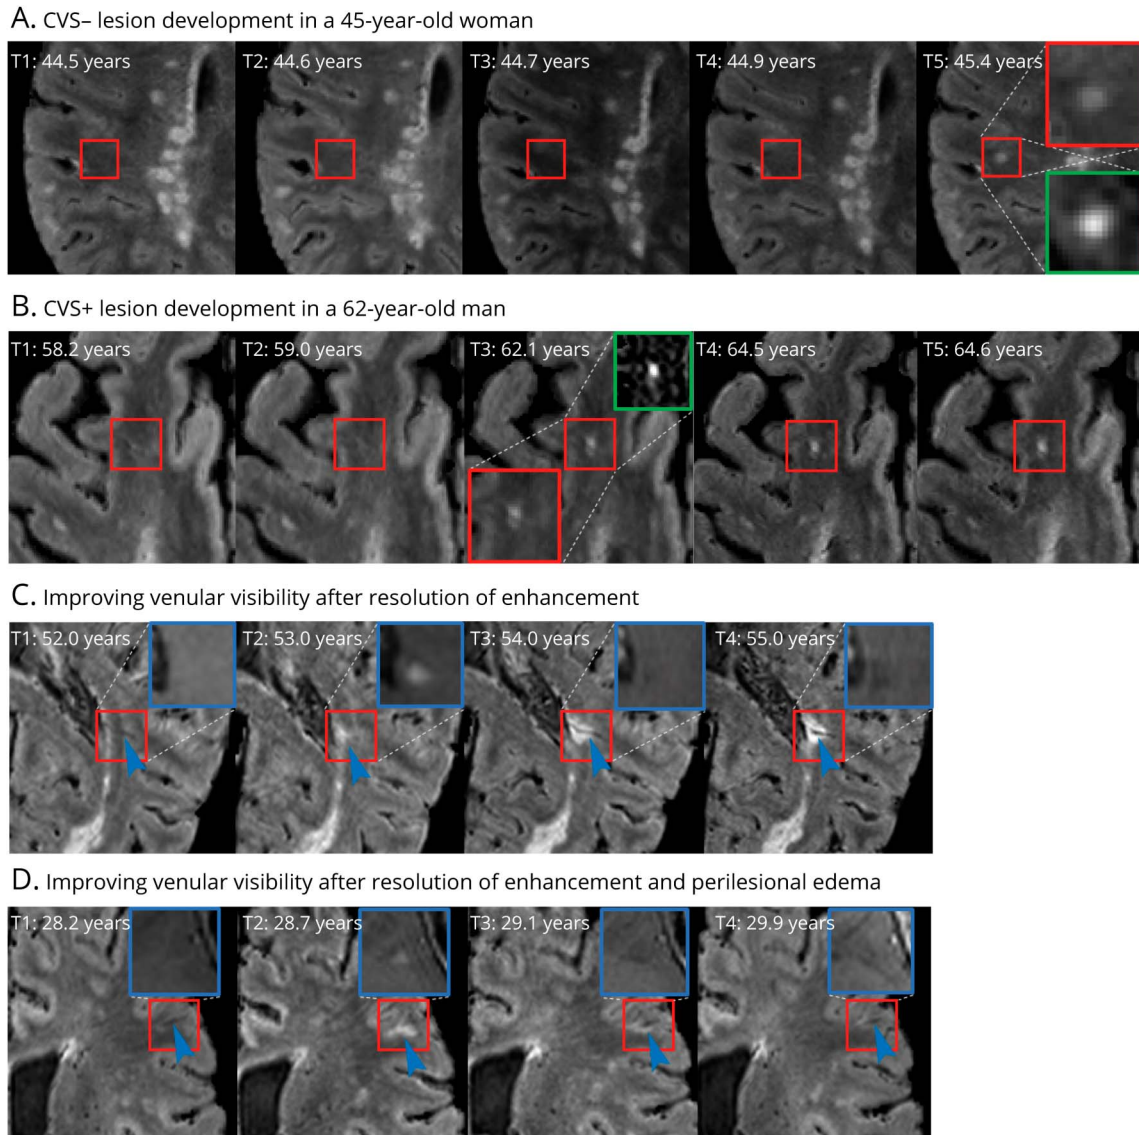 A. CVS– lesion development in a 45-year-old woman
T1: 44.5 years
T2: 44.6 years
T3: 44.7 years
T4: 44.9 years
T5: 45.4 years
B. CVS+ lesion development in a 62-year-old man
T1: 58.2 years
T2: 59.0 years
T3: 62.1 years
T4: 64.5 years
T5: 64.6 years
C. Improving venular visibility after resolution of enhancement
T1: 52.0 years
T2: 53.0 years
T3: 54.0 years
T4: 55.0 years
D. Improving venular visibility after resolution of enhancement and perilesional edema
T1: 28.2 years
T2: 28.7 years
T3: 29.1 years
T4: 29.9 years